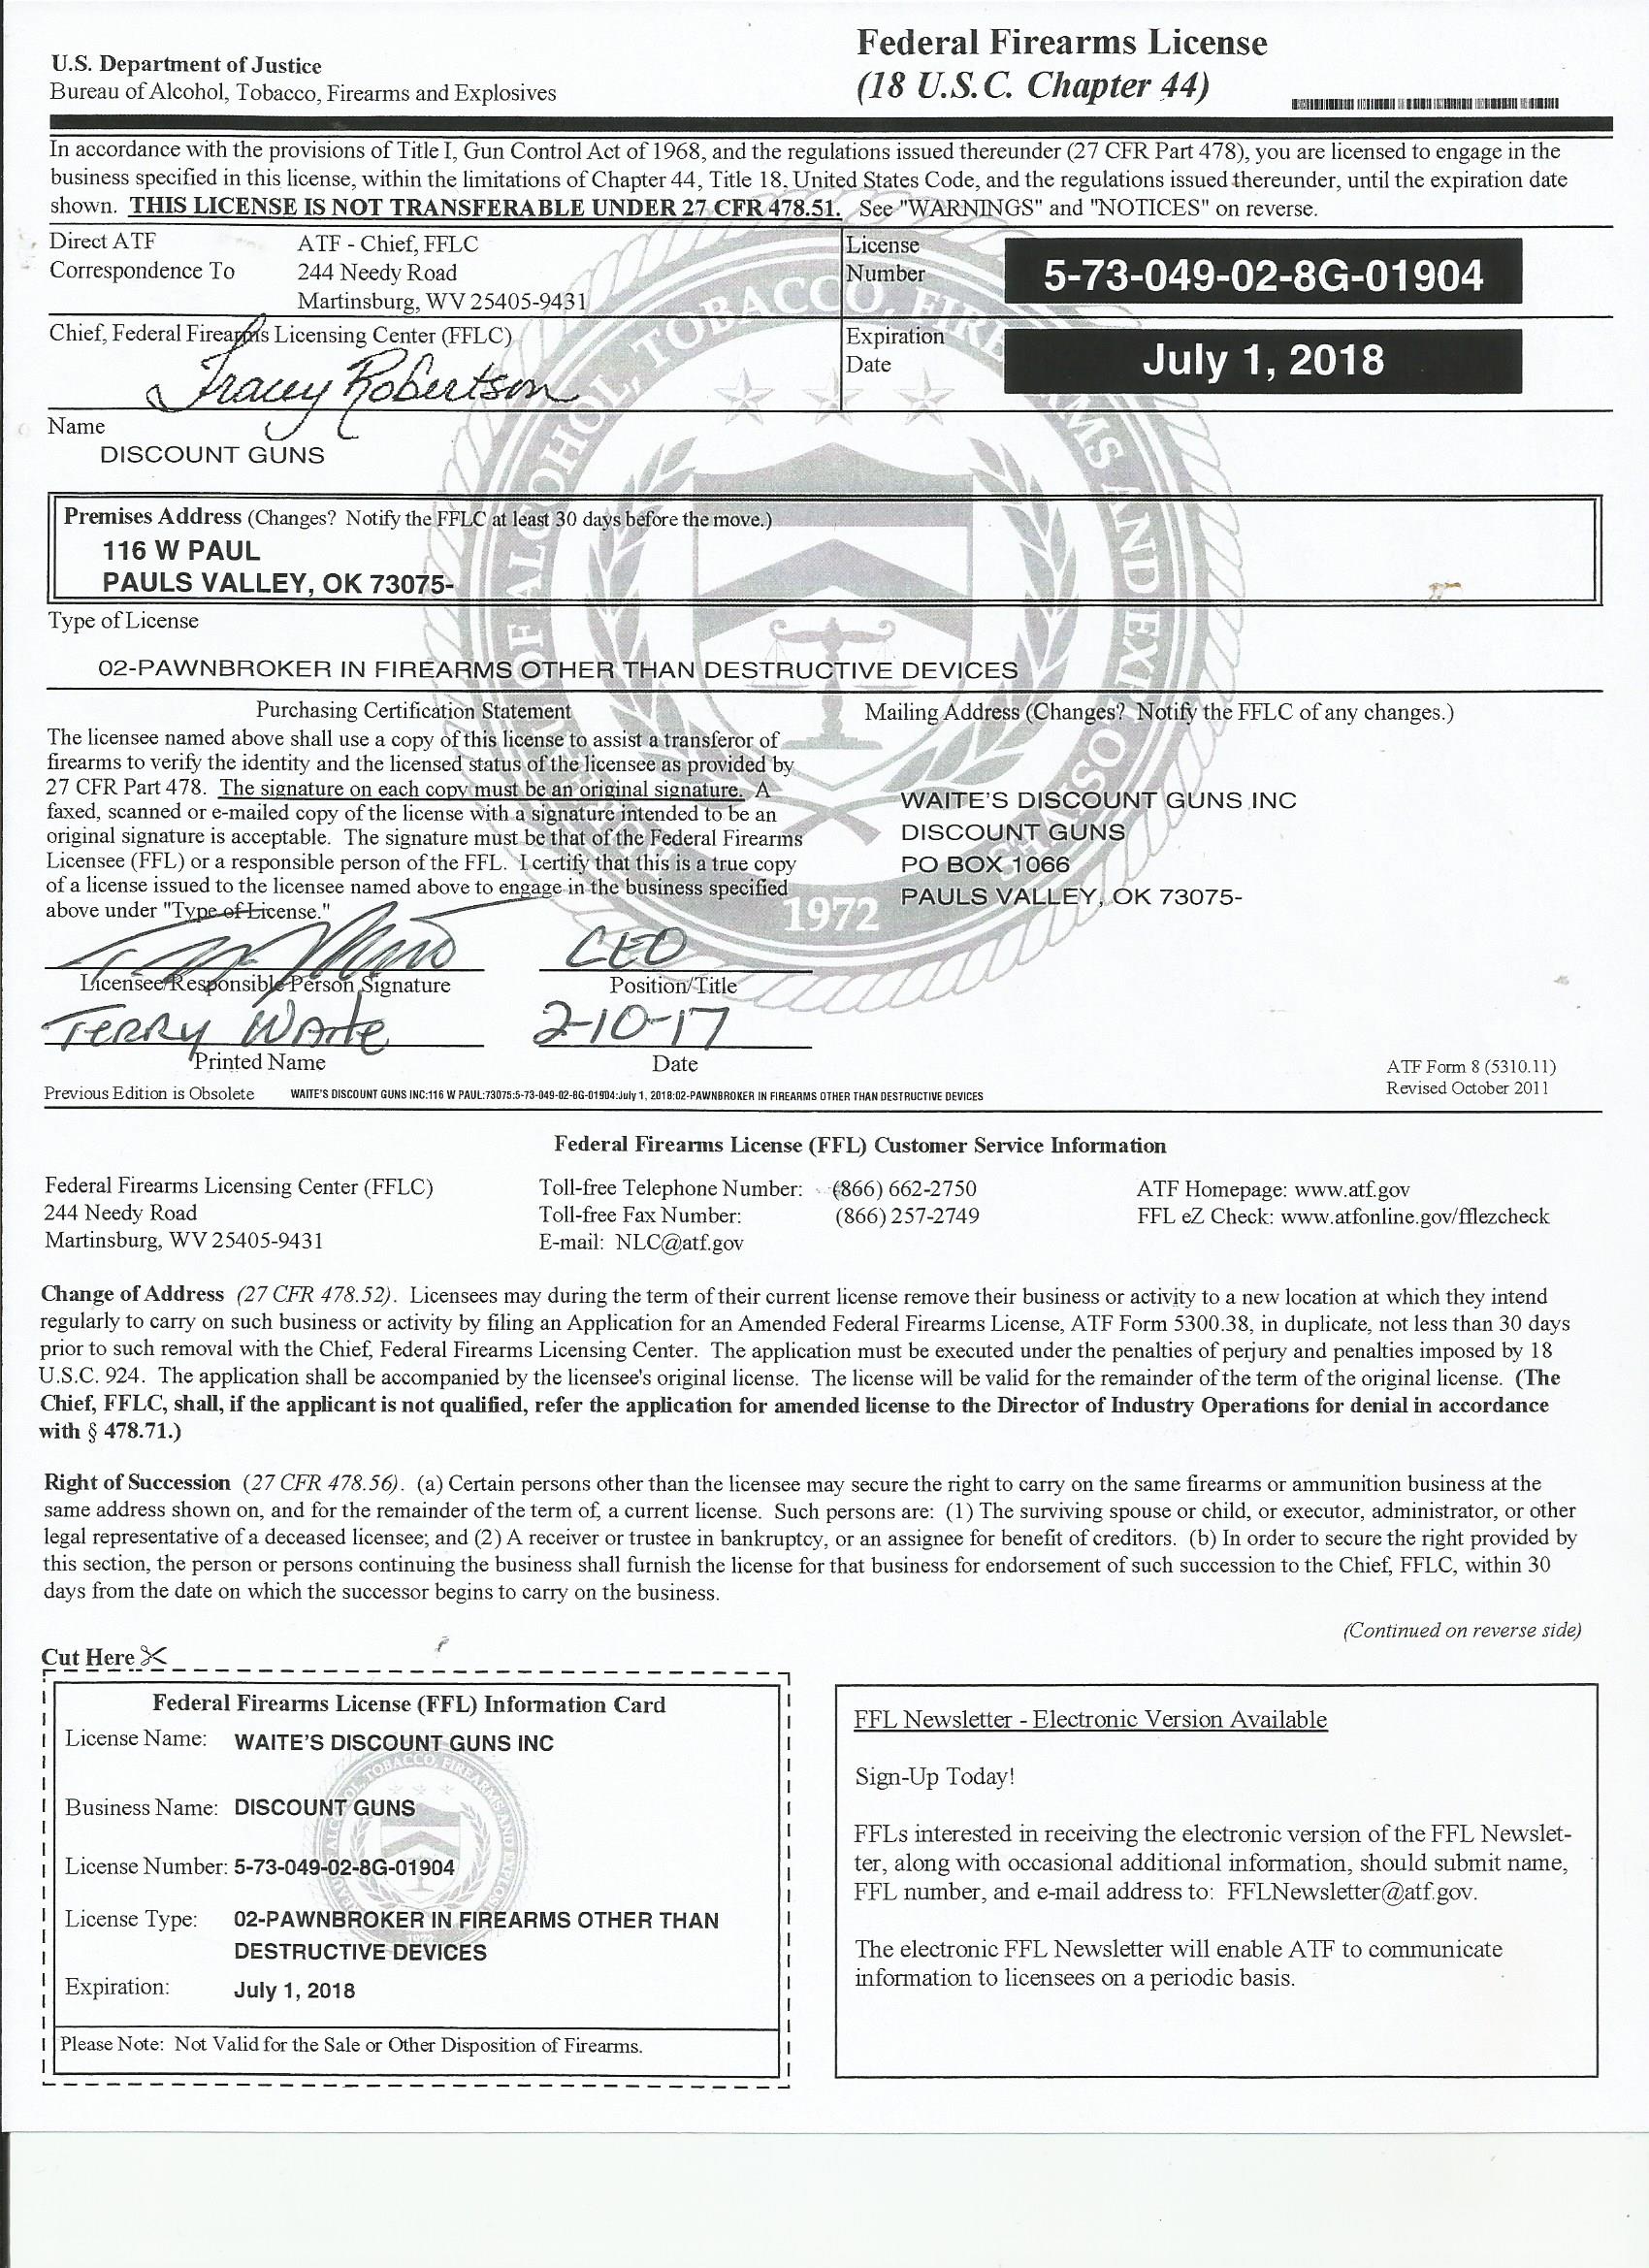 U.S. Department of Justice
Bureau of Alcohol, Tobacco, Firearms and Explosives
Federal Firearms License
(18 U.S.C. Chapter 44)
In accordance with the provisions of Title I, Gun Control Act of 1968, and the regulations issued thereunder (27 CFR Part 478), you are licensed to engage in the
business specified in this license, within the limitations of Chapter 44, Title 18, United States Code, and the regulations issued thereunder, until the expiration date
shown. THIS LICENSE IS NOT TRANSFERABLE UNDER 27 CFR 478.51. See "WARNINGS" and "NOTICES" on reverse.
Direct ATF
Correspondence To
ATF - Chief, FFLC
244 Needy Road
Martinsburg, WV 25405-9431
License
Number
5-73-049-02-8G-01904
Chief, Federal Firearms Licensing Center (FFLC)
Tracey Robertson
Expiration
Date
July 1, 2018
Name
DISCOUNT GUNS
Premises Address (Changes? Notify the FFLC at least 30 days before the move.)
116 W PAUL
PAULS VALLEY, OK 73075-
Type of License
02-PAWNBROKER IN FIREARMS OTHER THAN DESTRUCTIVE DEVICES
Purchasing Certification Statement
The licensee named above shall use a copy of this license to assist a transferor of
firearms to verify the identity and the licensed status of the licensee as provided by
27 CFR Part 478. The signature on each copy must be an original signature. A
faxed, scanned or e-mailed copy of the license with a signature intended to be an
original signature is acceptable. The signature must be that of the Federal Firearms
Licensee (FFL) or a responsible person of the FFL. I certify that this is a true copy
of a license issued to the licensee named above to engage in the business specified
above under "Type of License."
Mailing Address (Changes? Notify the FFLC of any changes.)
WAITE'S DISCOUNT GUNS INC
DISCOUNT GUNS
PO BOX 1066
PAULS VALLEY, OK 73075-
1972
CEO
Licensee/Responsible Person Signature
Position/Title
TERRY WAite
2-10-17
Printed Name
Date
ATF Form 8 (5310.11)
Revised October 2011
Previous Edition is Obsolete
WAITE'S DISCOUNT GUNS INC:116 W PAUL:73075:5-73-049-02-8G-01904:July 1, 2018:02-PAWNBROKER IN FIREARMS OTHER THAN DESTRUCTIVE DEVICES
Federal Firearms License (FFL) Customer Service Information
Federal Firearms Licensing Center (FFLC)
244 Needy Road
Martinsburg, WV 25405-9431
Toll-free Telephone Number: (866) 662-2750
Toll-free Fax Number: (866) 257-2749
E-mail: NLC@atf.gov
ATF Homepage: www.atf.gov
FFL eZ Check: www.atfonline.gov/fflezcheck
Change of Address (27 CFR 478.52). Licensees may during the term of their current license remove their business or activity to a new location at which they intend
regularly to carry on such business or activity by filing an Application for an Amended Federal Firearms License, ATF Form 5300.38, in duplicate, not less than 30 days
prior to such removal with the Chief, Federal Firearms Licensing Center. The application must be executed under the penalties of perjury and penalties imposed by 18
U.S.C. 924. The application shall be accompanied by the licensee's original license. The license will be valid for the remainder of the term of the original license. (The
Chief, FFLC, shall, if the applicant is not qualified, refer the application for amended license to the Director of Industry Operations for denial in accordance
with § 478.71.)
Right of Succession (27 CFR 478.56). (a) Certain persons other than the licensee may secure the right to carry on the same firearms or ammunition business at the
same address shown on, and for the remainder of the term of, a current license. Such persons are: (1) The surviving spouse or child, or executor, administrator, or other
legal representative of a deceased licensee; and (2) A receiver or trustee in bankruptcy, or an assignee for benefit of creditors. (b) In order to secure the right provided by
this section, the person or persons continuing the business shall furnish the license for that business for endorsement of such succession to the Chief, FFLC, within 30
days from the date on which the successor begins to carry on the business.
(Continued on reverse side)
Cut Here
Federal Firearms License (FFL) Information Card
License Name: WAITE'S DISCOUNT GUNS INC
Business Name: DISCOUNT GUNS
License Number: 5-73-049-02-8G-01904
License Type: 02-PAWNBROKER IN FIREARMS OTHER THAN
DESTRUCTIVE DEVICES
Expiration: July 1, 2018
Please Note: Not Valid for the Sale or Other Disposition of Firearms.
FFL Newsletter - Electronic Version Available
Sign-Up Today!
FFLs interested in receiving the electronic version of the FFL Newslet-
ter, along with occasional additional information, should submit name,
FFL number, and e-mail address to: FFLNewsletter@atf.gov.
The electronic FFL Newsletter will enable ATF to communicate
information to licensees on a periodic basis.